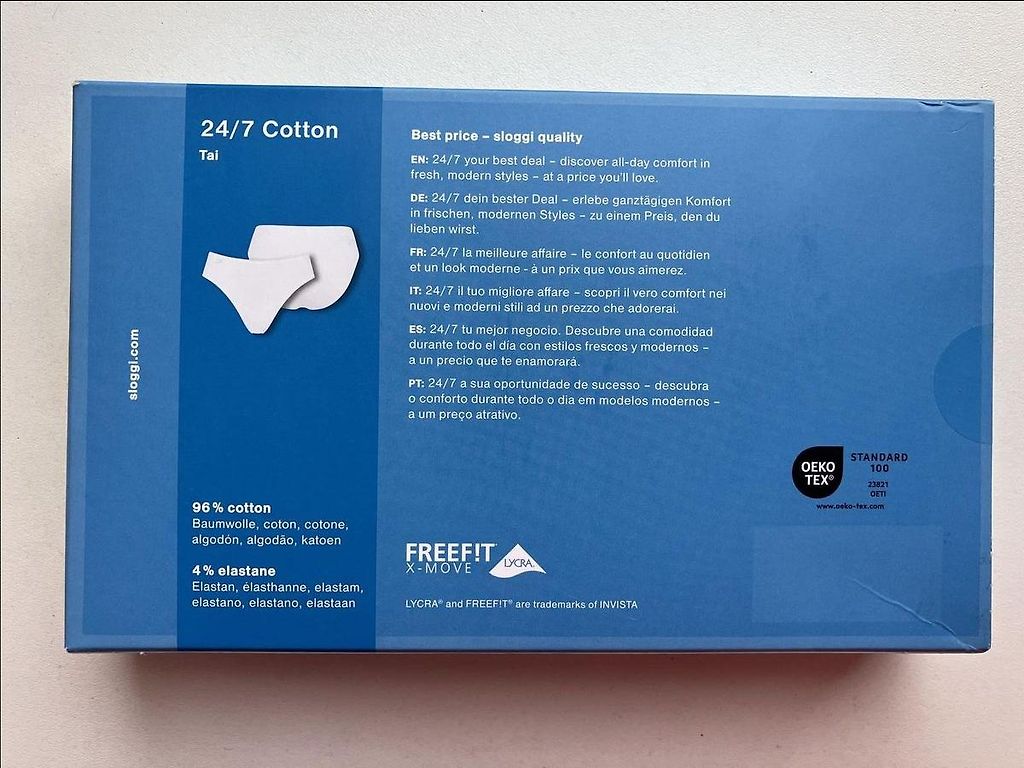 24/7 Cotton
Tai
sloggi.com
96% cotton
Baumwolle, coton, cotone,
algodón, algodão, katoen
4% elastane
Elastan, élasthanne, elastam,
elastano, elastano, elastaan
Best price – sloggi quality
EN: 24/7 your best deal – discover all-day comfort in
fresh, modern styles – at a price you'll love.
DE: 24/7 dein bester Deal – erlebe ganztägigen Komfort
in frischen, modernen Styles – zu einem Preis, den du
lieben wirst.
FR: 24/7 la meilleure affaire – le confort au quotidien
et un look moderne - à un prix que vous aimerez.
IT: 24/7 il tuo migliore affare – scopri il vero comfort nei
nuovi e moderni stili ad un prezzo che adorerai.
ES: 24/7 tu mejor negocio. Descubre una comodidad
durante todo el día con estilos frescos y modernos –
a un precio que te enamorará.
PT: 24/7 a sua oportunidade de sucesso – descubra
o conforto durante todo o dia em modelos modernos –
a um preço atrativo.
OEKO
TEX®
STANDARD
100
23821
OETI
www.oeko-tex.com
FREEF!T
X-MOVE
LYCRA®
LYCRA® and FREEF!T® are trademarks of INVISTA